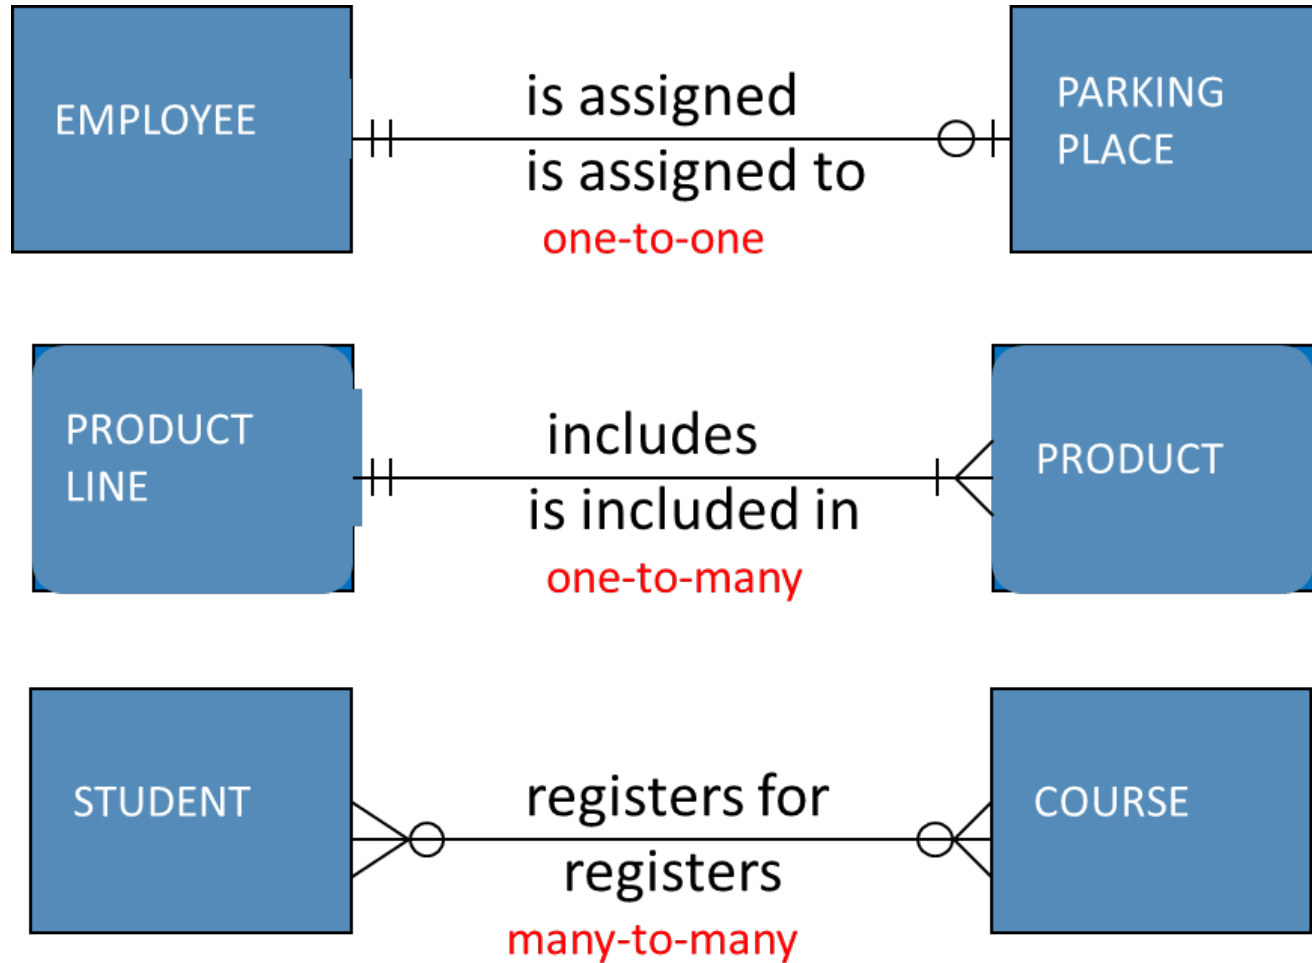 EMPLOYEE
is assigned
is assigned to
one-to-one
PARKING
PLACE
PRODUCT
LINE
includes
is included in
one-to-many
PRODUCT
STUDENT
registers for
registers
many-to-many
COURSE